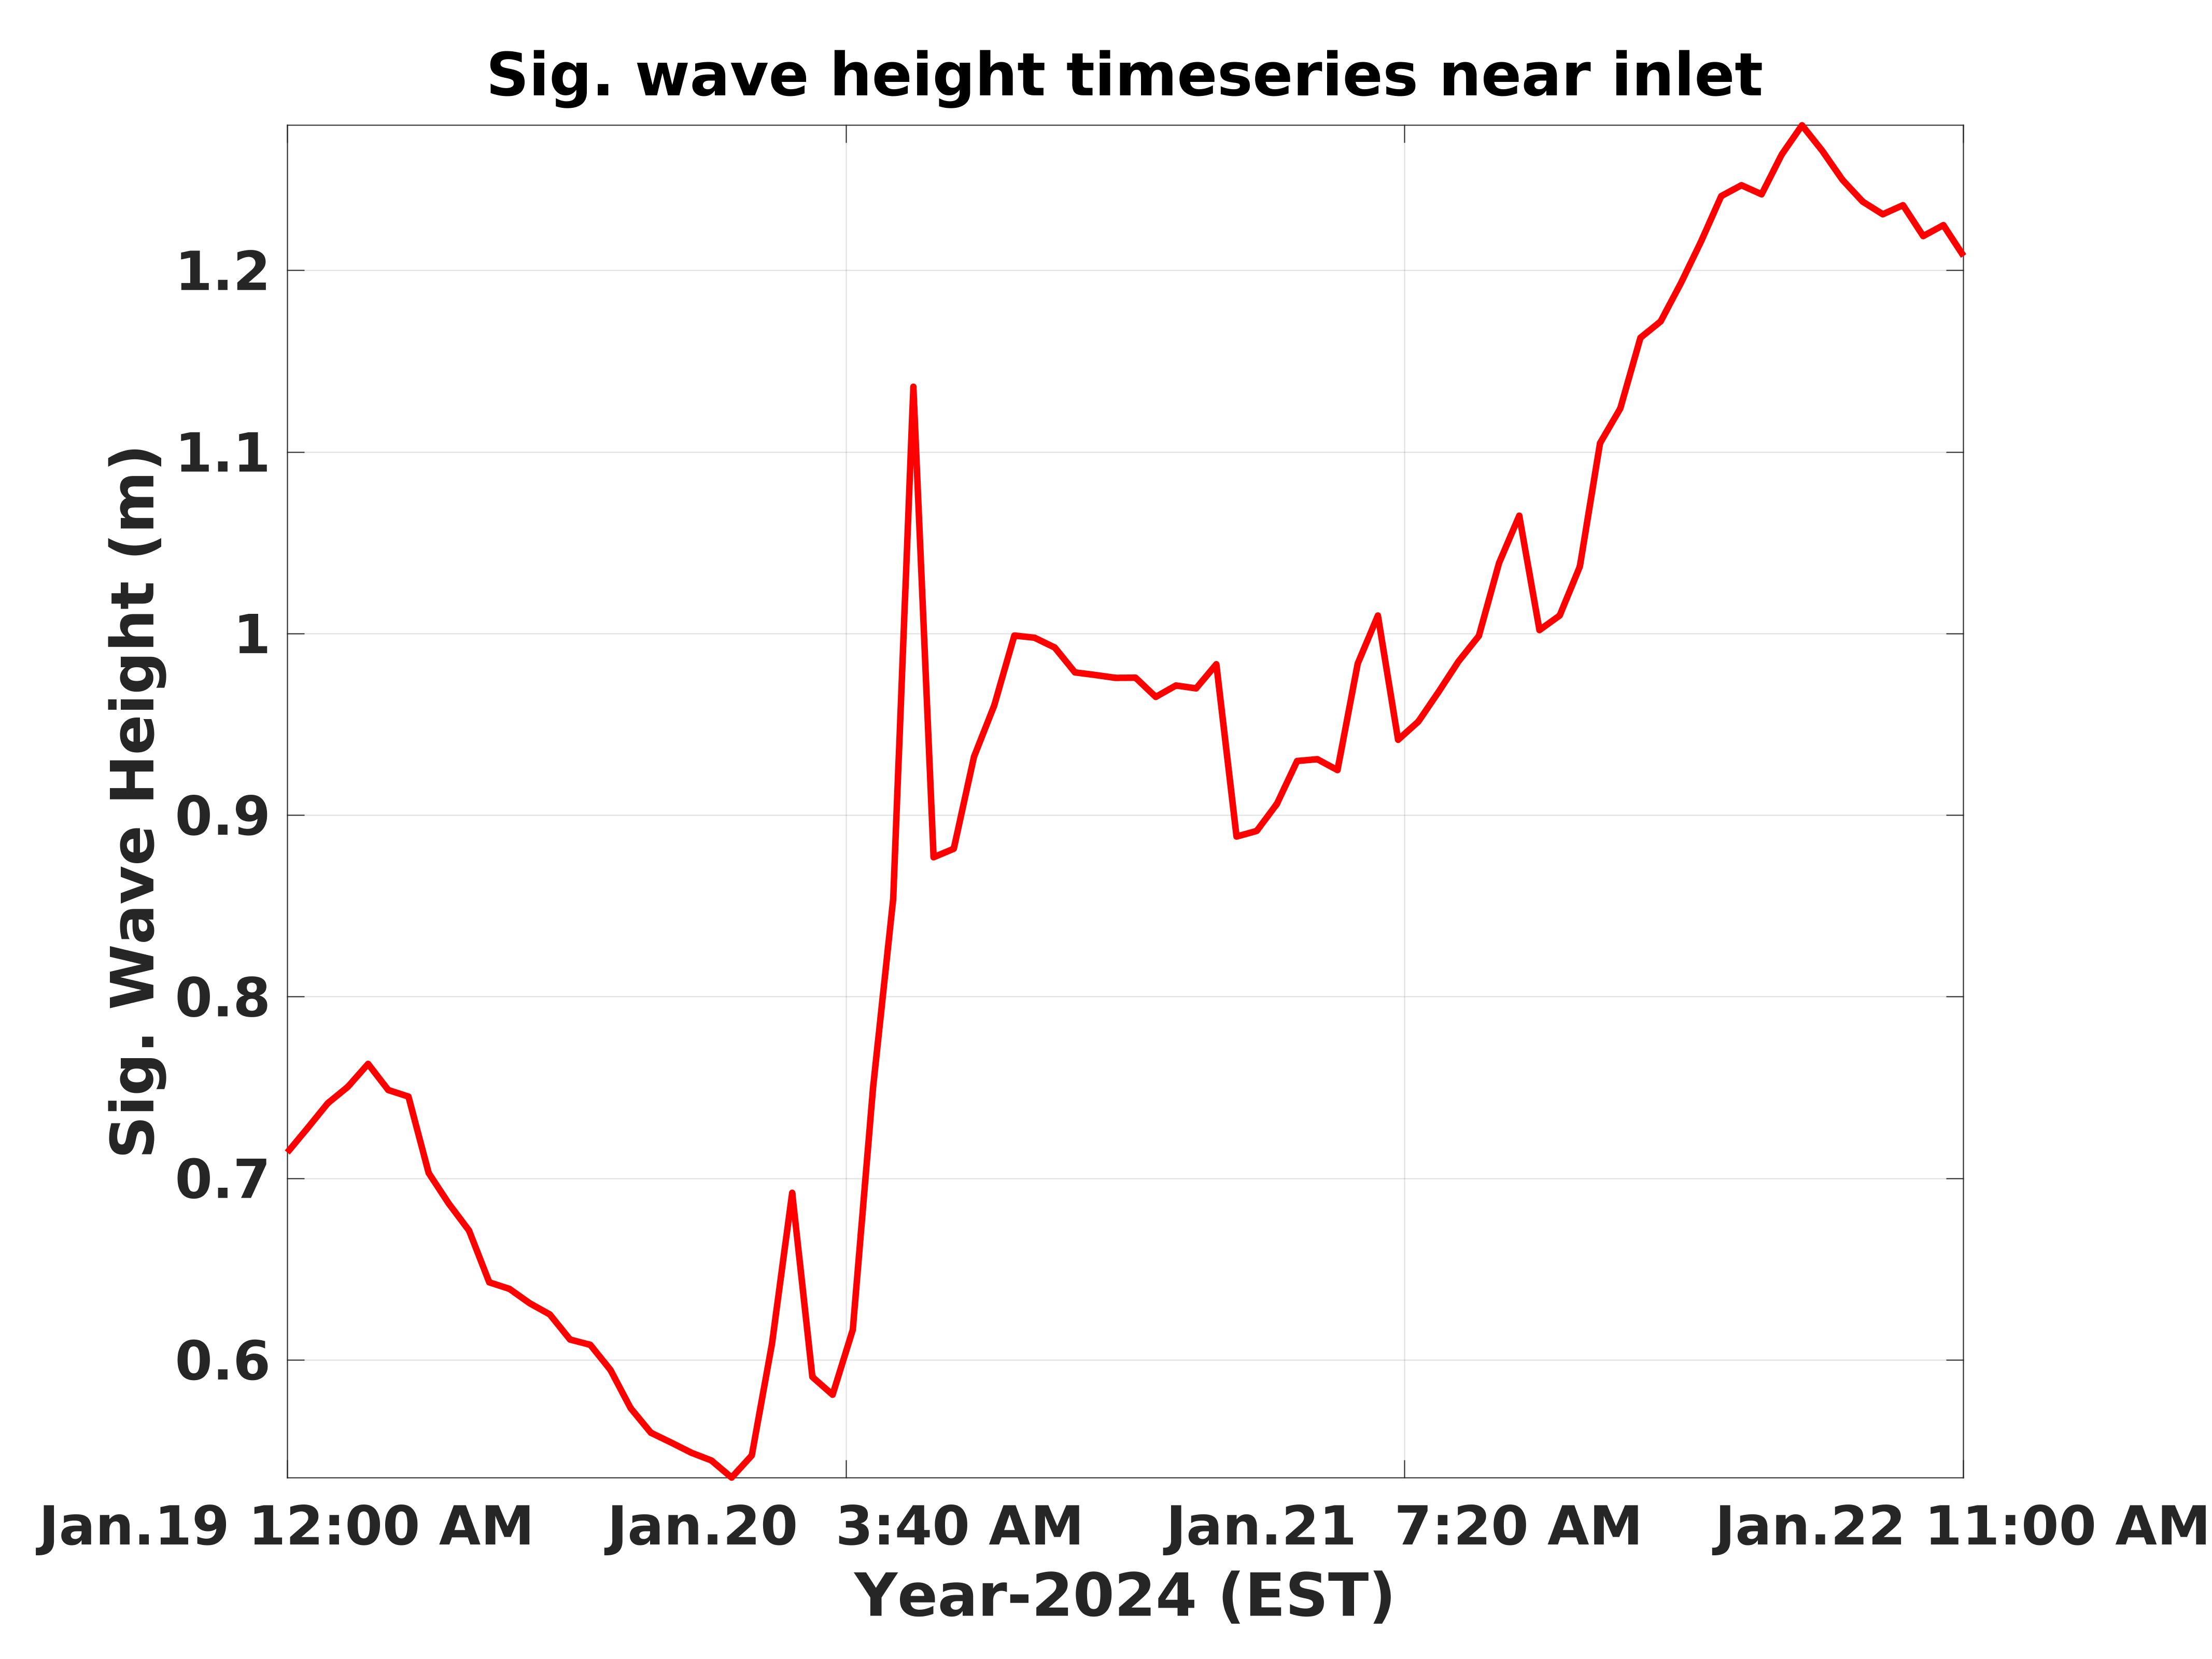 Sig. wave height timeseries near inlet
Sig. Wave Height (m)
1.2
1.1
1
0.9
0.8
0.7
0.6
Jan.19 12:00 AM Jan.20 3:40 AM Jan.21 7:20 AM Jan.22 11:00 AM
Year-2024 (EST)